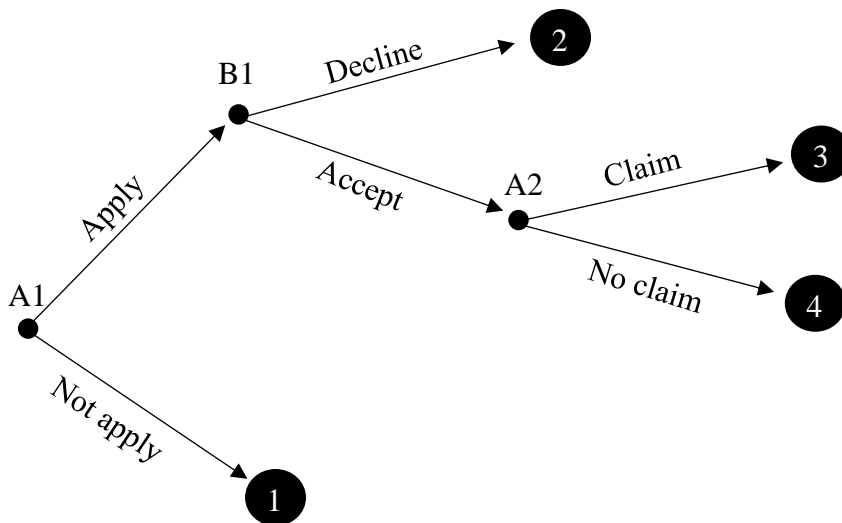 2
B1
Decline
3
Claim
Accept
A2
Apply
No claim
4
A1
Not apply
1